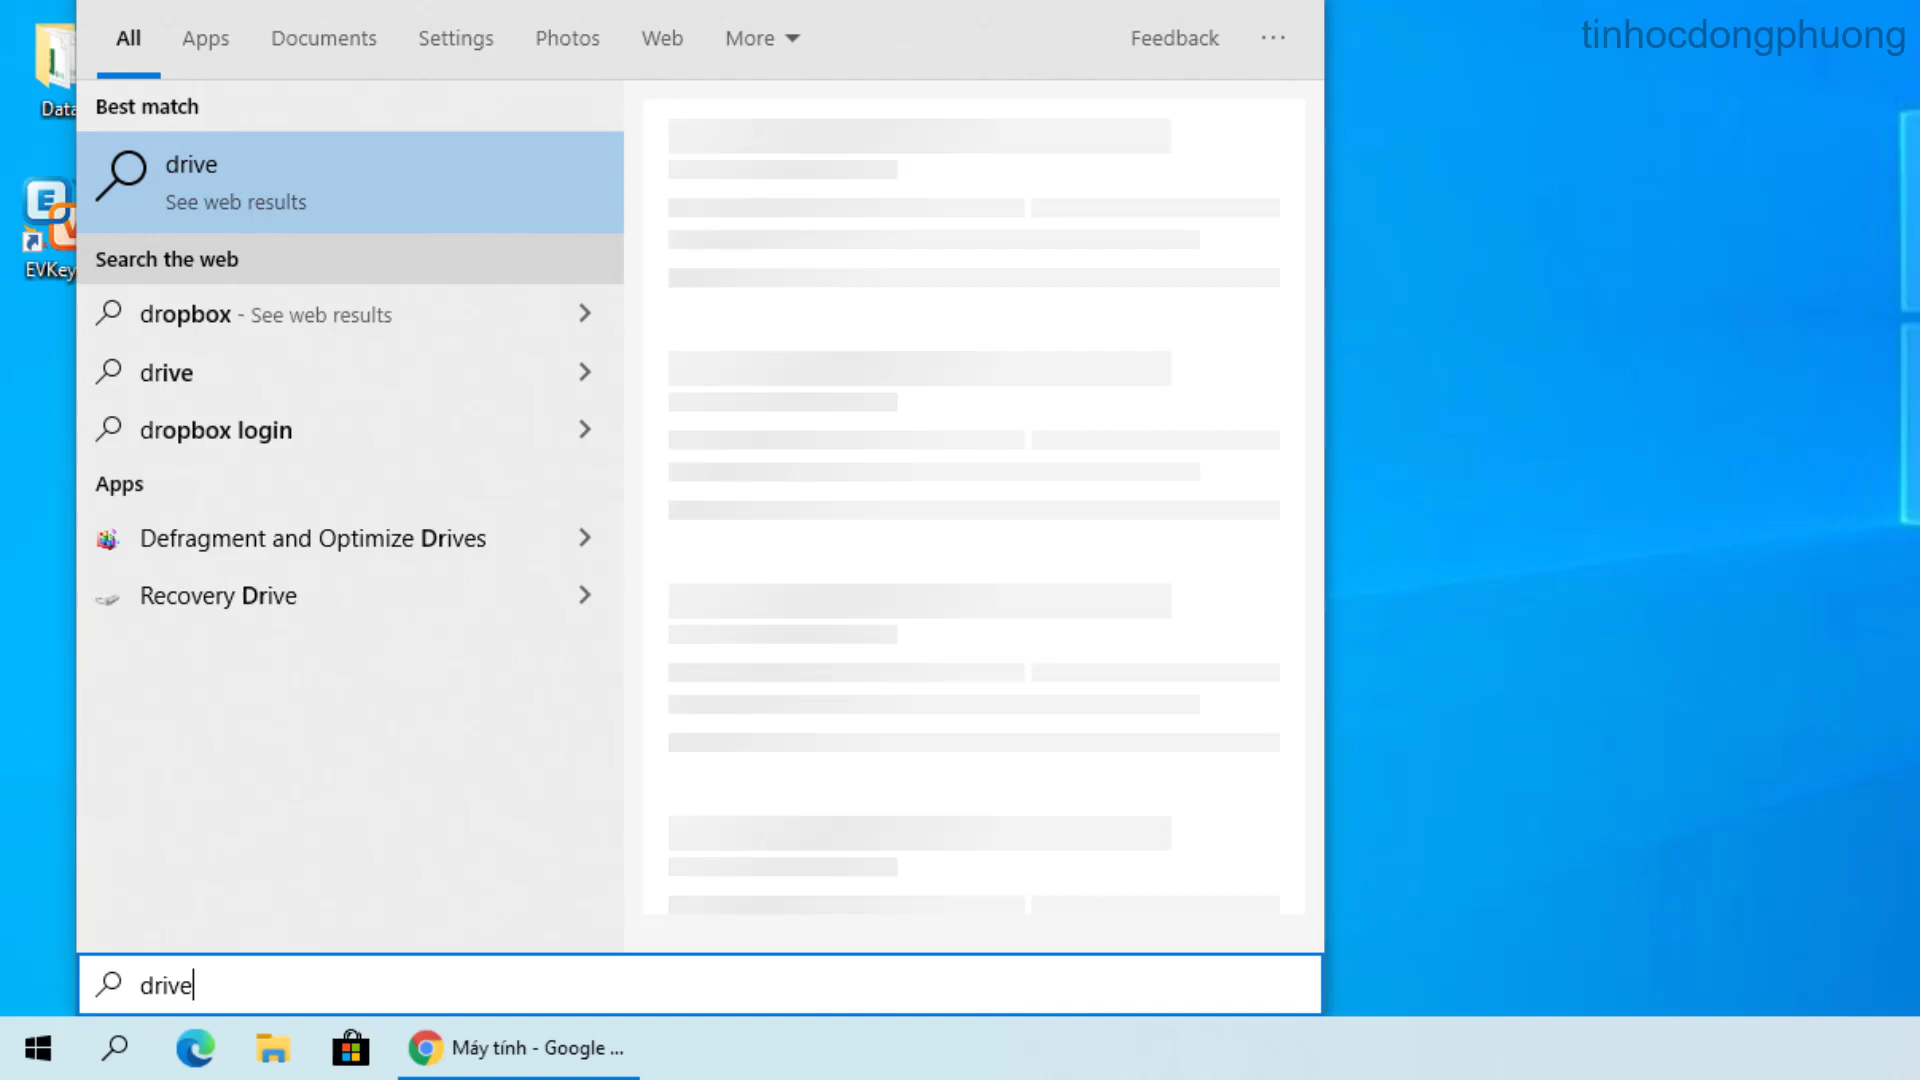 tinhocdongphuong
All Apps Documents Settings Photos Web More Feedback ...
Data
Best match
drive
See web results
EVKey
Search the web
dropbox - See web results
drive
dropbox login
Apps
Defragment and Optimize Drives
Recovery Drive
drive
Máy tính - Google ...